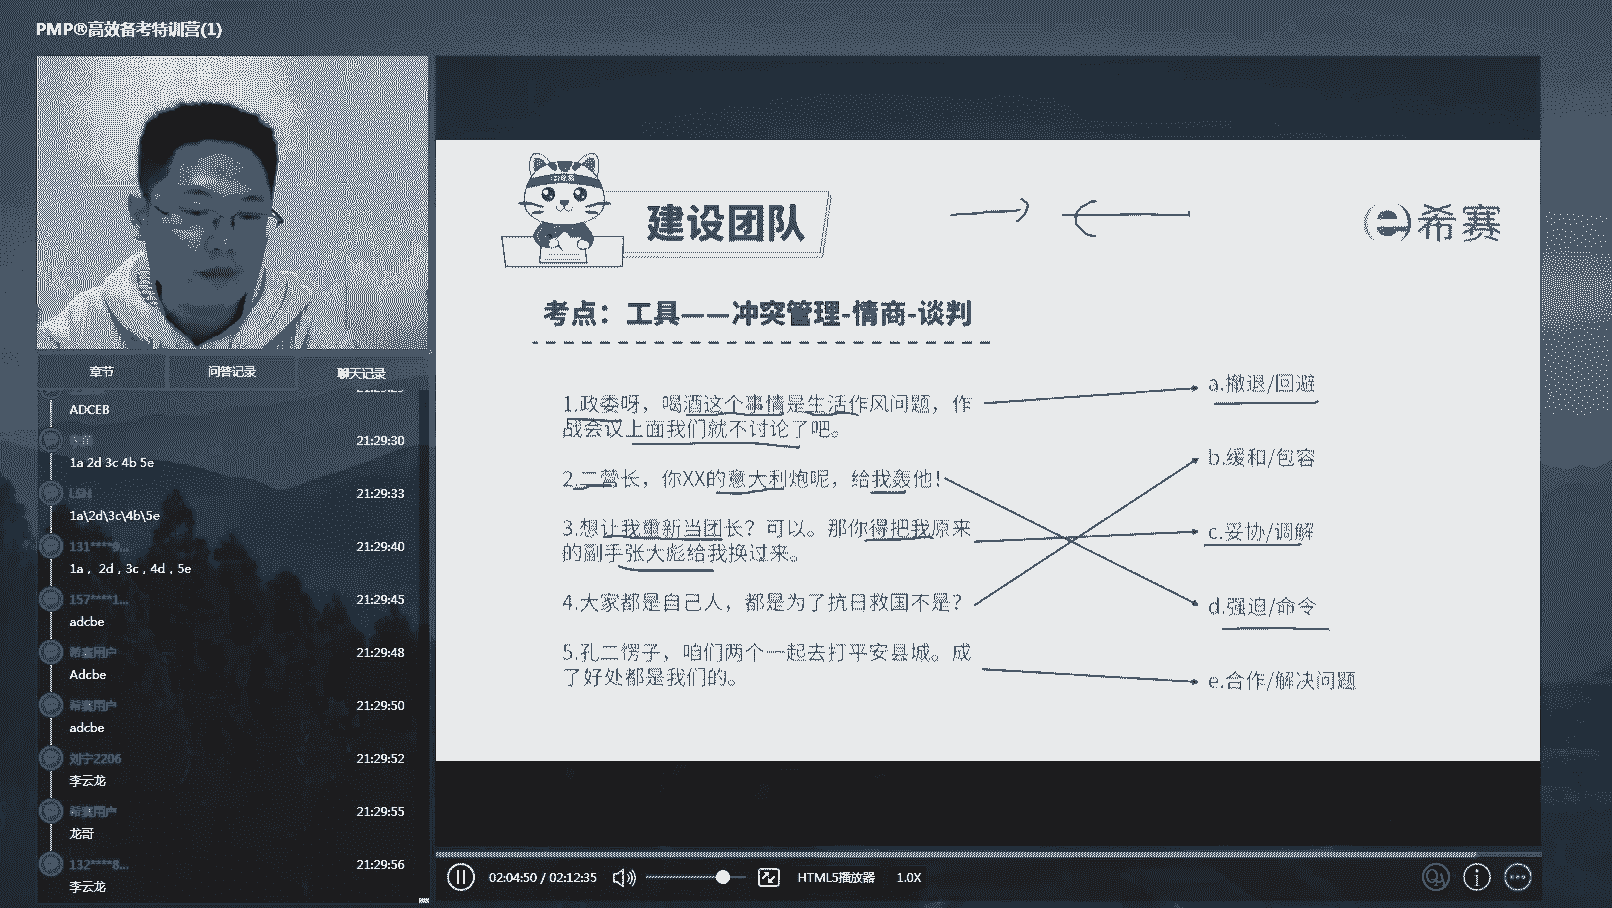 PMP®高效备考特训营(1)
章节
问答记录
聊天记录
ADCEB
21:29:30
1a 2d 3c 4b 5e
21:29:33
1a\2d\3c\4b\5e
131****9...
21:29:40
1a，2d，3c，4d，5e
157****1...
21:29:45
adcbe
希赛用户
21:29:48
Adcbe
希赛用户
21:29:50
adcbe
刘宁2206
21:29:52
李云龙
希赛用户
21:29:55
龙哥
132****8...
21:29:56
李云龙
建设团队
希赛
考点：工具——冲突管理-情商-谈判
1.政委呀，喝酒这个事情是生活作风问题，作
战会议上面我们就不讨论了吧。
2.二营长，你XX的意大利炮呢，给我轰他！
3.想让我重新当团长？可以。那你得把我原来
的副手张大彪给我换过来。
4.大家都是自己人，都是为了抗日救国不是？
5.孔二愣子，咱们两个一起去打平安县城。成
了好处都是我们的。
a.撤退/回避
b.缓和/包容
c.妥协/调解
d.强迫/命令
e.合作/解决问题
02:04:50 / 02:12:35
HTML5播放器
1.0X